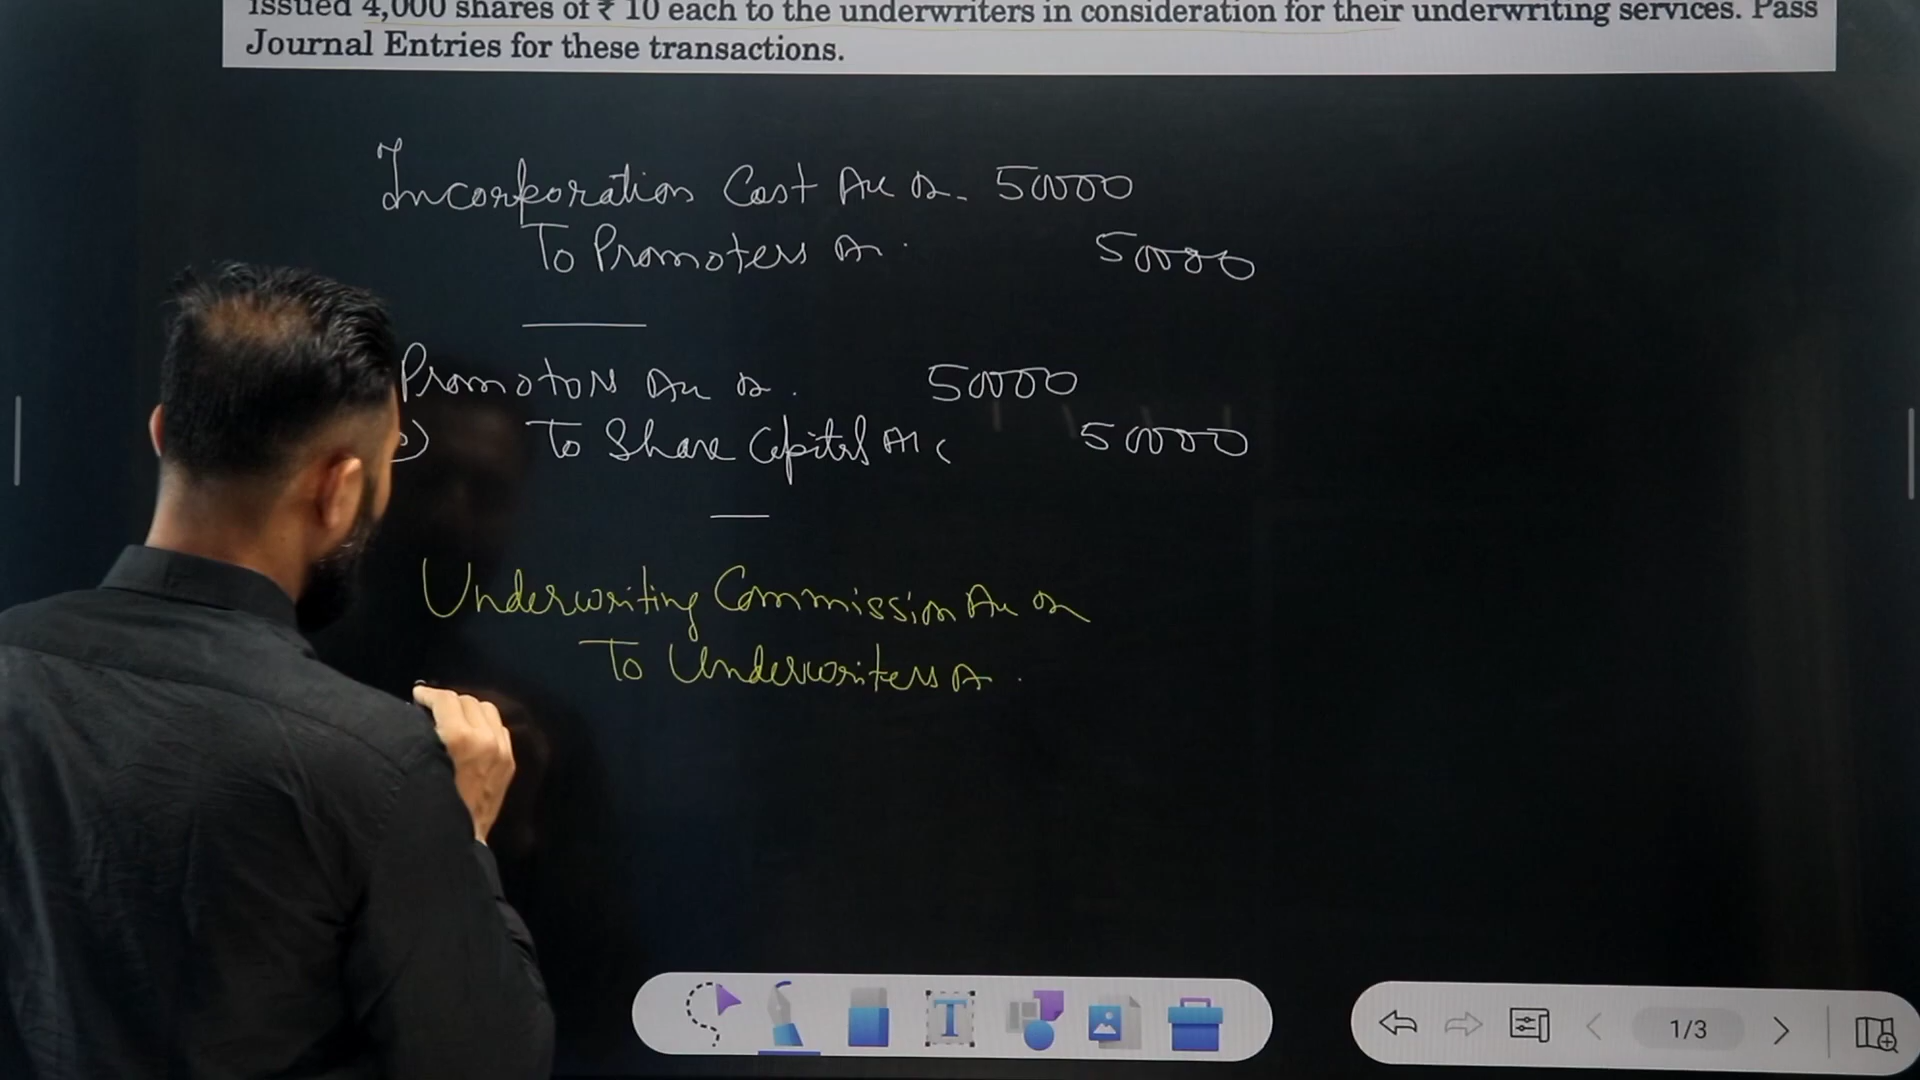 issued 4,000 shares of ₹ 10 each to the underwriters in consideration for their underwriting services. Pass
Journal Entries for these transactions.
Incorporation Cost A/c Dr. 50000
To Promoters A/c 50000
Promotors A/c Dr. 50000
To Share Capital A/c 50000
Underwriting Commission A/c Dr
To Underwriters A/c
T
1/3